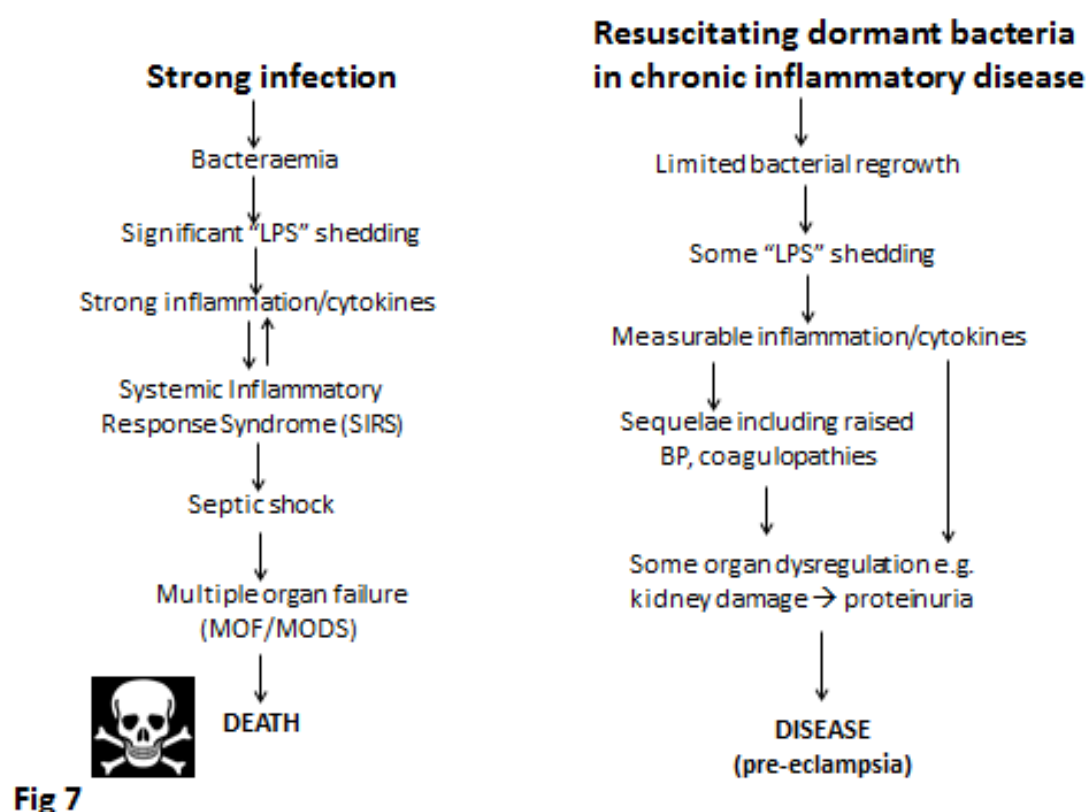 Strong infection
Bacteraemia
Significant "LPS" shedding
Strong inflammation/cytokines
Systemic Inflammatory
Response Syndrome (SIRS)
Septic shock
Multiple organ failure
(MOF/MODS)
DEATH
Resuscitating dormant bacteria
in chronic inflammatory disease
Limited bacterial regrowth
Some "LPS" shedding
Measurable inflammation/cytokines
Sequelae including raised
BP, coagulopathies
Some organ dysregulation e.g.
kidney damage → proteinuria
DISEASE
(pre-eclampsia)
Fig 7